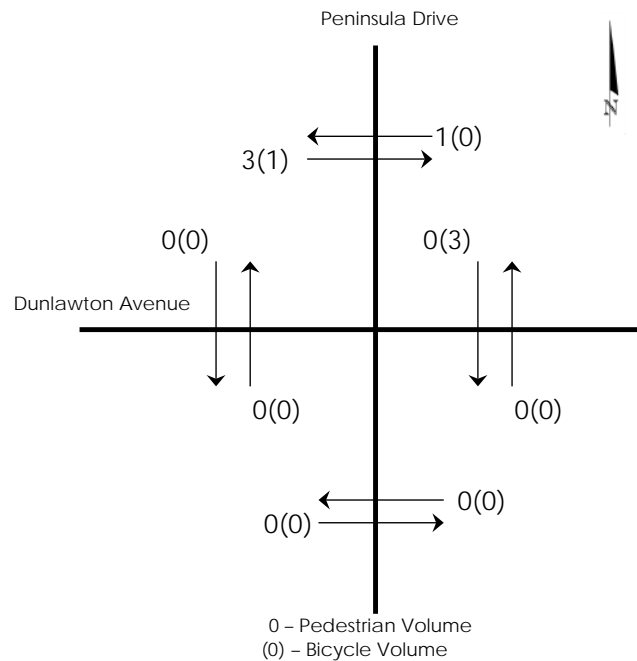 Peninsula Drive
N
1(0)
3(1)
0(0)
0(3)
Dunlawton Avenue
0(0)
0(0)
0(0)
0(0)
0 – Pedestrian Volume
(0) – Bicycle Volume